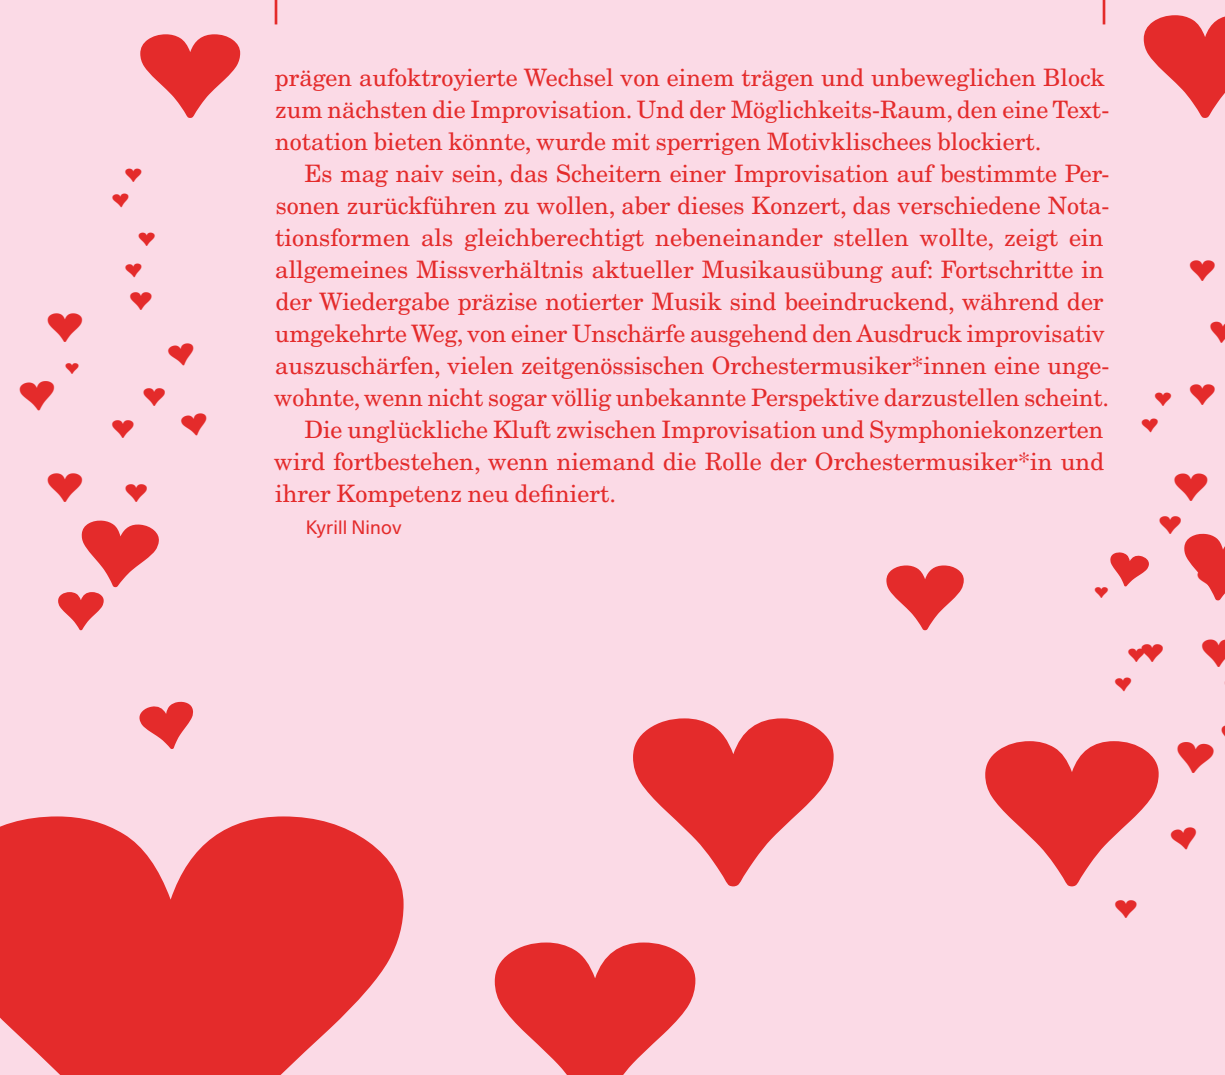 prägen aufoktroyierte Wechsel von einem trägen und unbeweglichen Block
zum nächsten die Improvisation. Und der Möglichkeits-Raum, den eine Text-
notation bieten könnte, wurde mit sperrigen Motivklischees blockiert.
Es mag naiv sein, das Scheitern einer Improvisation auf bestimmte Per-
sonen zurückführen zu wollen, aber dieses Konzert, das verschiedene Nota-
tionsformen als gleichberechtigt nebeneinander stellen wollte, zeigt ein
allgemeines Missverhältnis aktueller Musikausübung auf: Fortschritte in
der Wiedergabe präzise notierter Musik sind beeindruckend, während der
umgekehrte Weg, von einer Unschärfe ausgehend den Ausdruck improvisativ
auszuschärfen, vielen zeitgenössischen Orchestermusiker*innen eine unge-
wohnte, wenn nicht sogar völlig unbekannte Perspektive darzustellen scheint.
Die unglückliche Kluft zwischen Improvisation und Symphoniekonzerten
wird fortbestehen, wenn niemand die Rolle der Orchestermusiker*in und
ihrer Kompetenz neu definiert.
Kyrill Ninov